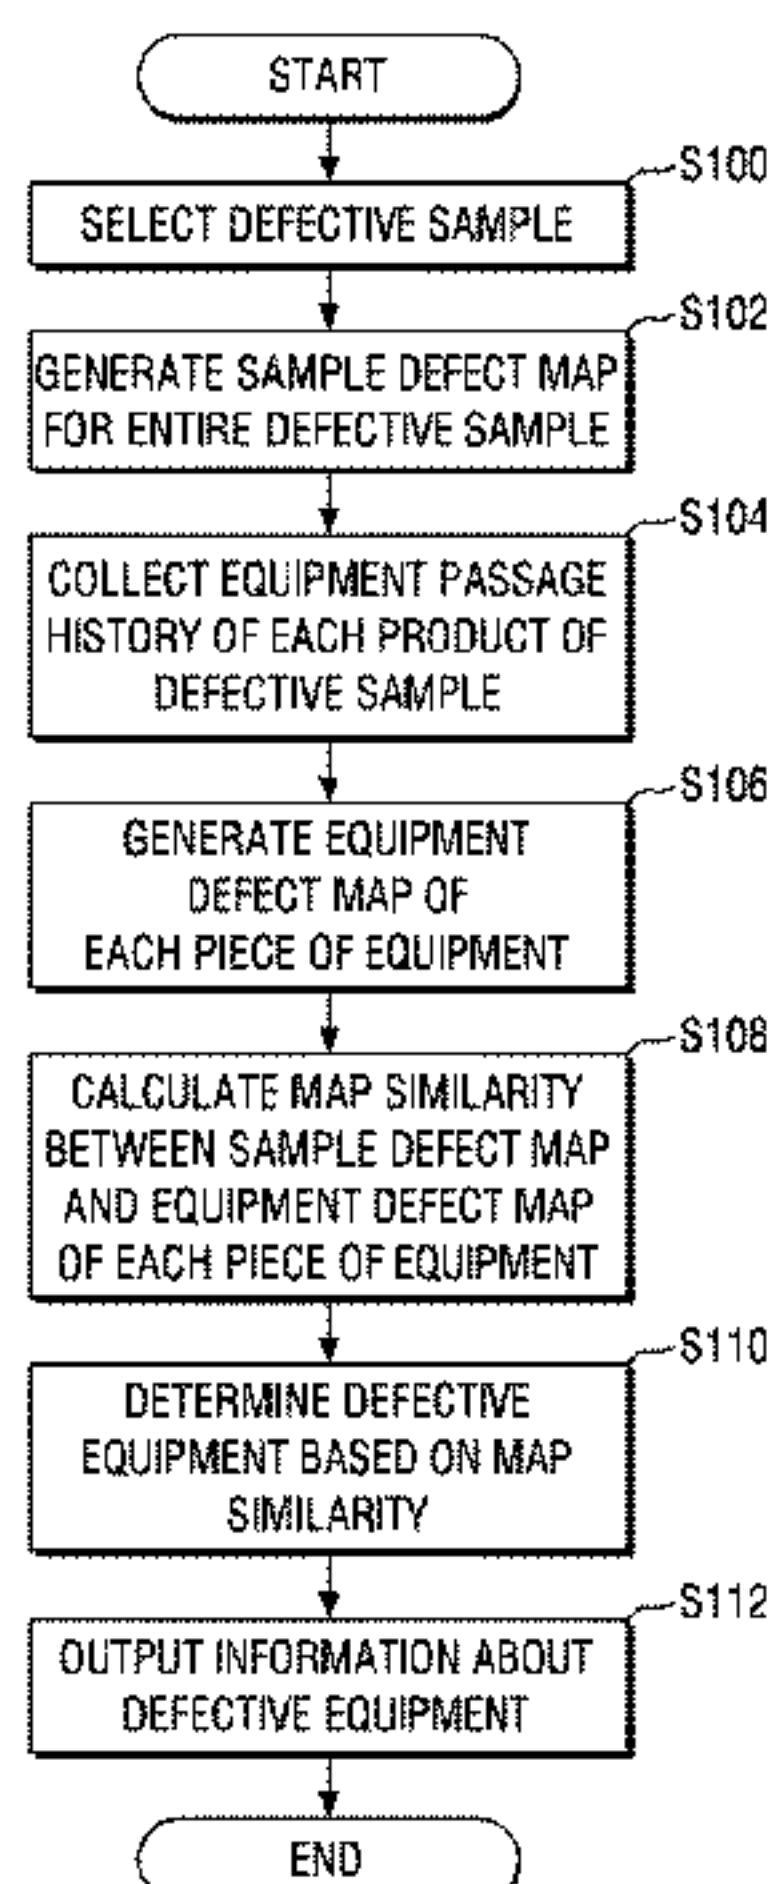 START
S100
SELECT DEFECTIVE SAMPLE
S102
GENERATE SAMPLE DEFECT MAP
FOR ENTIRE DEFECTIVE SAMPLE
S104
COLLECT EQUIPMENT PASSAGE
HISTORY OF EACH PRODUCT OF
DEFECTIVE SAMPLE
S106
GENERATE EQUIPMENT
DEFECT MAP OF
EACH PIECE OF EQUIPMENT
S108
CALCULATE MAP SIMILARITY
BETWEEN SAMPLE DEFECT MAP
AND EQUIPMENT DEFECT MAP
OF EACH PIECE OF EQUIPMENT
S110
DETERMINE DEFECTIVE
EQUIPMENT BASED ON MAP
SIMILARITY
S112
OUTPUT INFORMATION ABOUT
DEFECTIVE EQUIPMENT
END